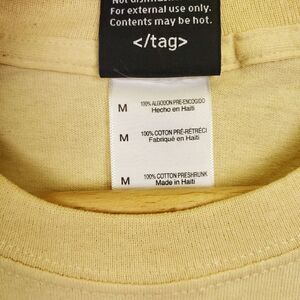 For external use only.
Contents may be hot.
</tag>
M 100% ALGODON PRE-ENCOGIDO
Hecho en Haiti
M 100% COTON PRÉ-RÉTRÉCI
Fabriqué en Haiti
M 100% COTTON PRESHRUNK
Made in Haiti